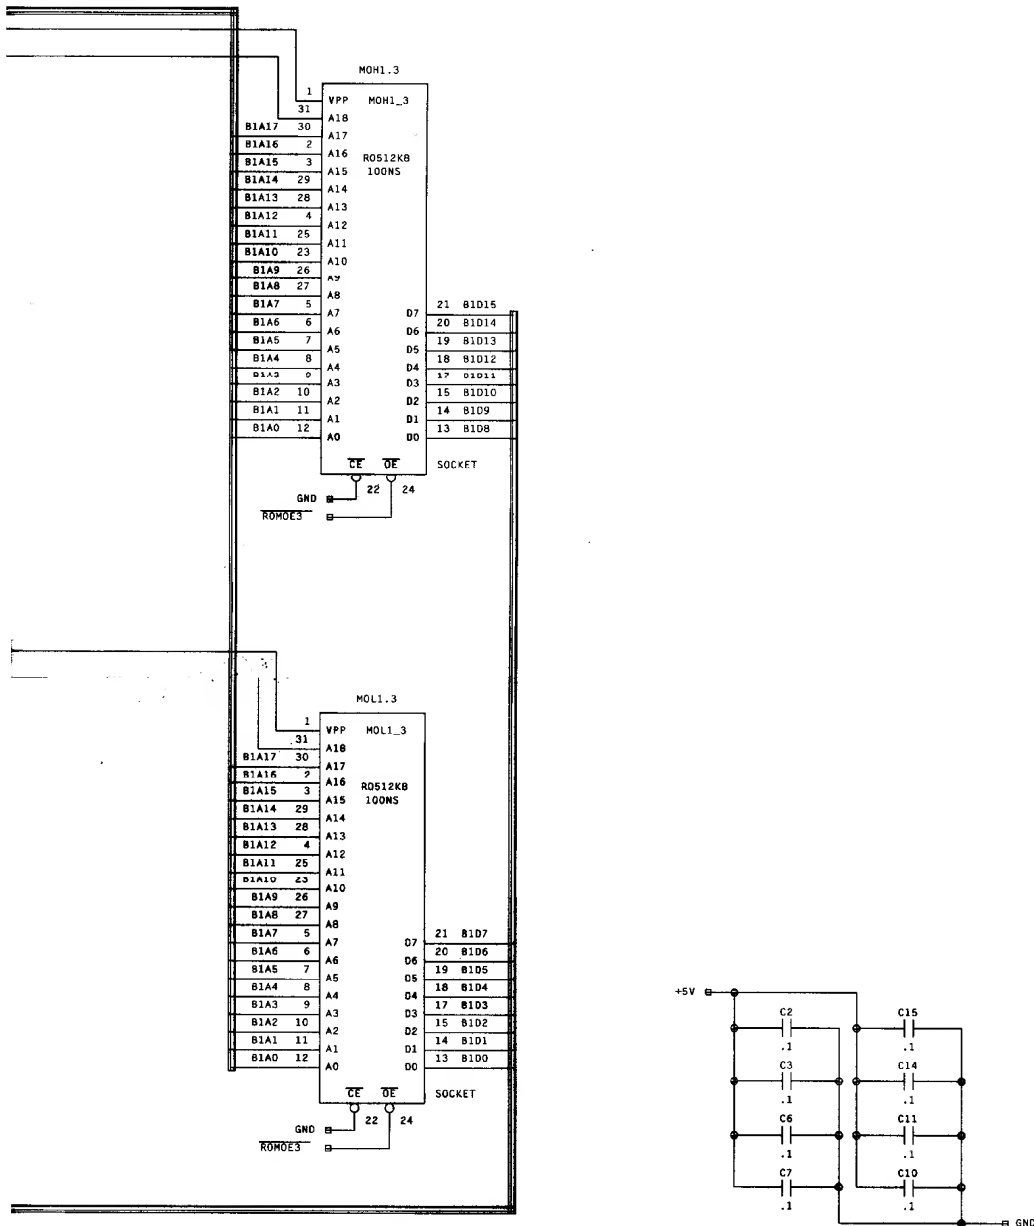 MOH1.3
1 VPP MOH1_3
31 A18
B1A17 30 A17
B1A16 2 A16
B1A15 3 A15 RO512KB
B1A14 29 A14 100NS
B1A13 28 A13
B1A12 4 A12
B1A11 25 A11
B1A10 23 A10
B1A9 26 A9
B1A8 27 A8
B1A7 5 A7 D7 21 B1D15
B1A6 6 A6 D6 20 B1D14
B1A5 7 A5 D5 19 B1D13
B1A4 8 A4 D4 18 B1D12
B1A3 9 A3 D3 17 B1D11
B1A2 10 A2 D2 15 B1D10
B1A1 11 A1 D1 14 B1D9
B1A0 12 A0 D0 13 B1D8
CE OE SOCKET
22 24
GND
ROMOE3
MOL1.3
1 VPP MOL1_3
31 A18
B1A17 30 A17
B1A16 2 A16
B1A15 3 A15 RO512KB
B1A14 29 A14 100NS
B1A13 28 A13
B1A12 4 A12
B1A11 25 A11
B1A10 23 A10
B1A9 26 A9
B1A8 27 A8
B1A7 5 A7 D7 21 B1D7
B1A6 6 A6 D6 20 B1D6
B1A5 7 A5 D5 19 B1D5
B1A4 8 A4 D4 18 B1D4
B1A3 9 A3 D3 17 B1D3
B1A2 10 A2 D2 15 B1D2
B1A1 11 A1 D1 14 B1D1
B1A0 12 A0 D0 13 B1D0
CE OE SOCKET
22 24
GND
ROMOE3
+5V
C2 C15
.1 .1
C3 C14
.1 .1
C6 C11
.1 .1
C7 C10
.1 .1
GND